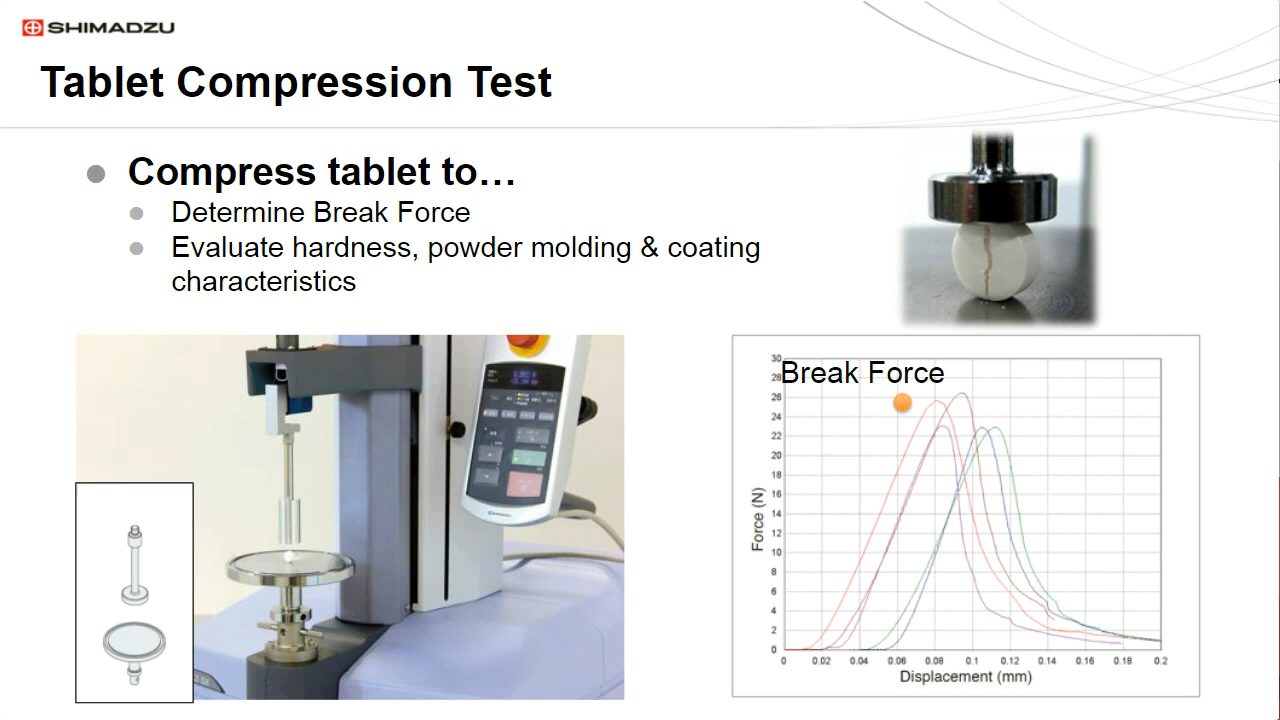 SHIMADZU
Tablet Compression Test
Compress tablet to…
Determine Break Force
Evaluate hardness, powder molding & coating
characteristics
SHIMADZU
Break Force
30
28
26
24
22
20
18
16
14
12
10
8
6
4
2
0
Force (N)
0 0.02 0.04 0.06 0.08 0.1 0.12 0.14 0.16 0.18 0.2
Displacement (mm)